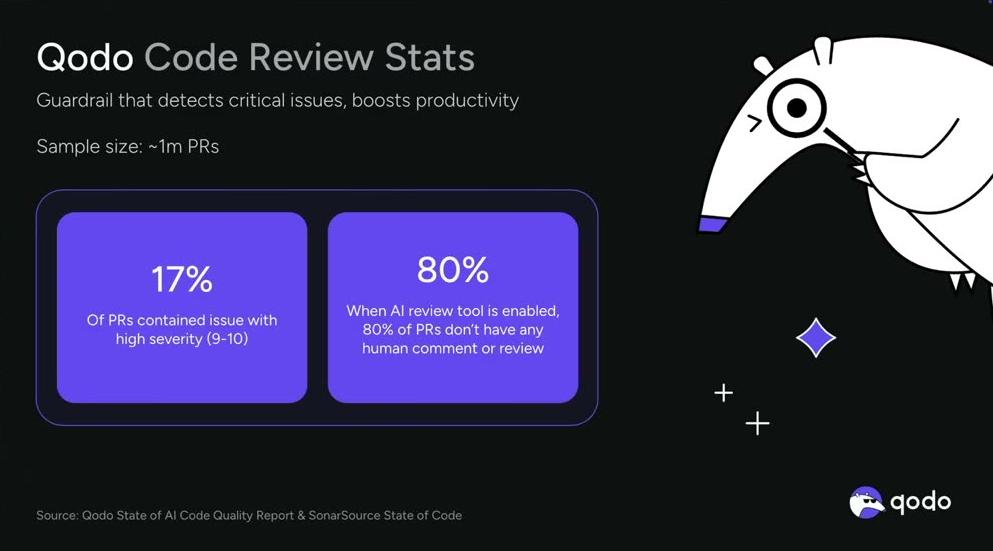 Qodo Code Review Stats
Guardrail that detects critical issues, boosts productivity
Sample size: ~1m PRs
17%
Of PRs contained issue with
high severity (9-10)
80%
When AI review tool is enabled,
80% of PRs don't have any
human comment or review
Source: Qodo State of AI Code Quality Report & SonarSource State of Code
qodo